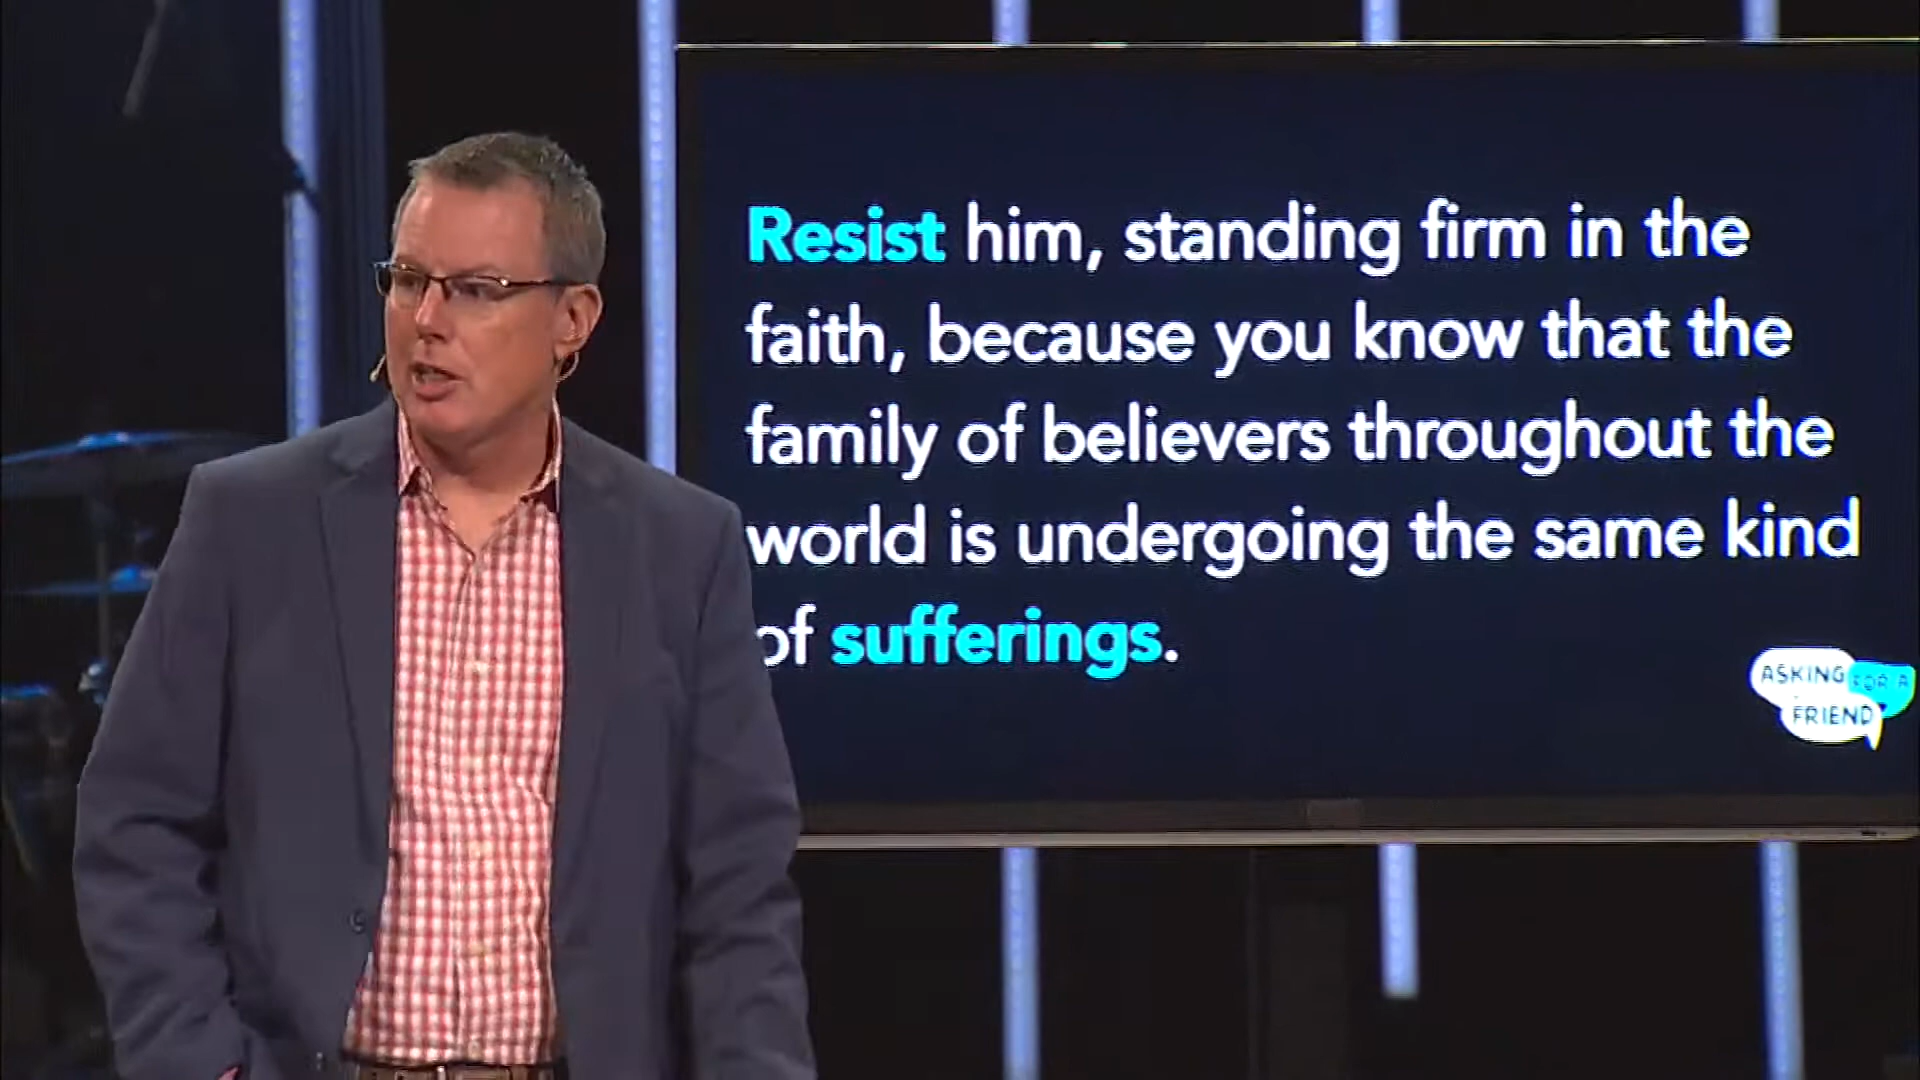 Resist him, standing firm in the
faith, because you know that the
family of believers throughout the
world is undergoing the same kind
of sufferings.
ASKING FOR A
FRIEND